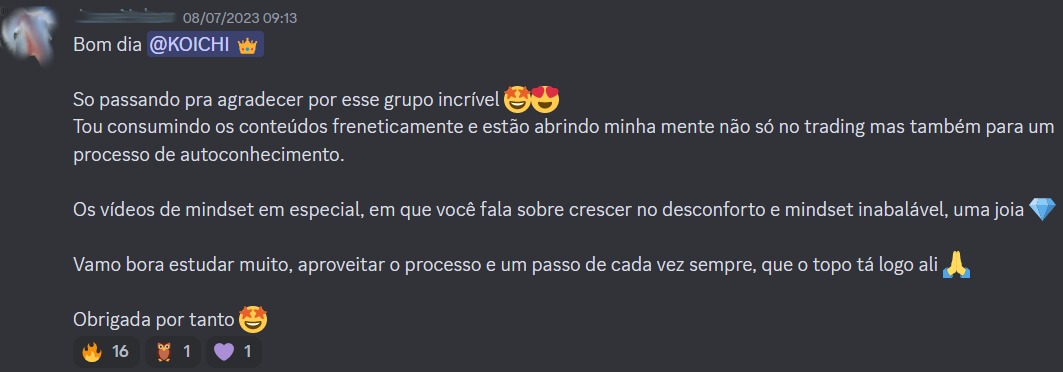 08/07/2023 09:13
Bom dia @KOICHI 👑
So passando pra agradecer por esse grupo incrível 🤩😍
Tou consumindo os conteúdos freneticamente e estão abrindo minha mente não só no trading mas também para um
processo de autoconhecimento.
Os vídeos de mindset em especial, em que você fala sobre crescer no desconforto e mindset inabalável, uma joia 💎
Vamo bora estudar muito, aproveitar o processo e um passo de cada vez sempre, que o topo tá logo ali 🙏
Obrigada por tanto 🤩
🔥 16 🦉 1 💜 1